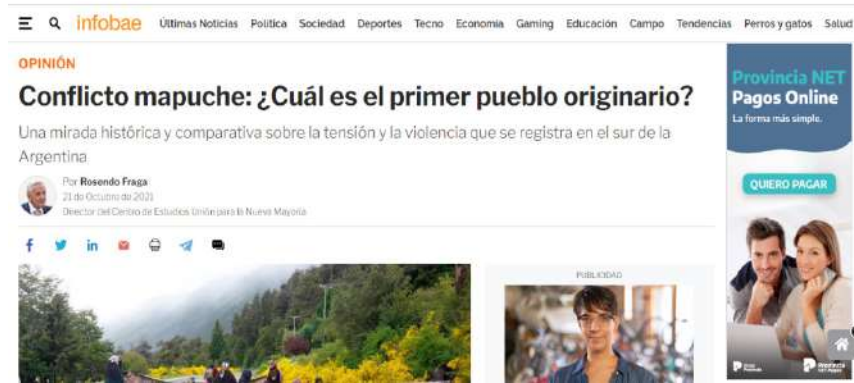 infobae Últimas Noticias Política Sociedad Deportes Tecno Economía Gaming Educación Campo Tendencias Perros y gatos Salud
OPINIÓN
Conflicto mapuche: ¿Cuál es el primer pueblo originario?
Una mirada histórica y comparativa sobre la tensión y la violencia que se registra en el sur de la
Argentina
Por Rosendo Fraga
21 de Octubre de 2021
Director del Centro de Estudios Unión para la Nueva Mayoría
PUBLICIDAD
Provincia NET
Pagos Online
La forma más simple.
QUIERO PAGAR